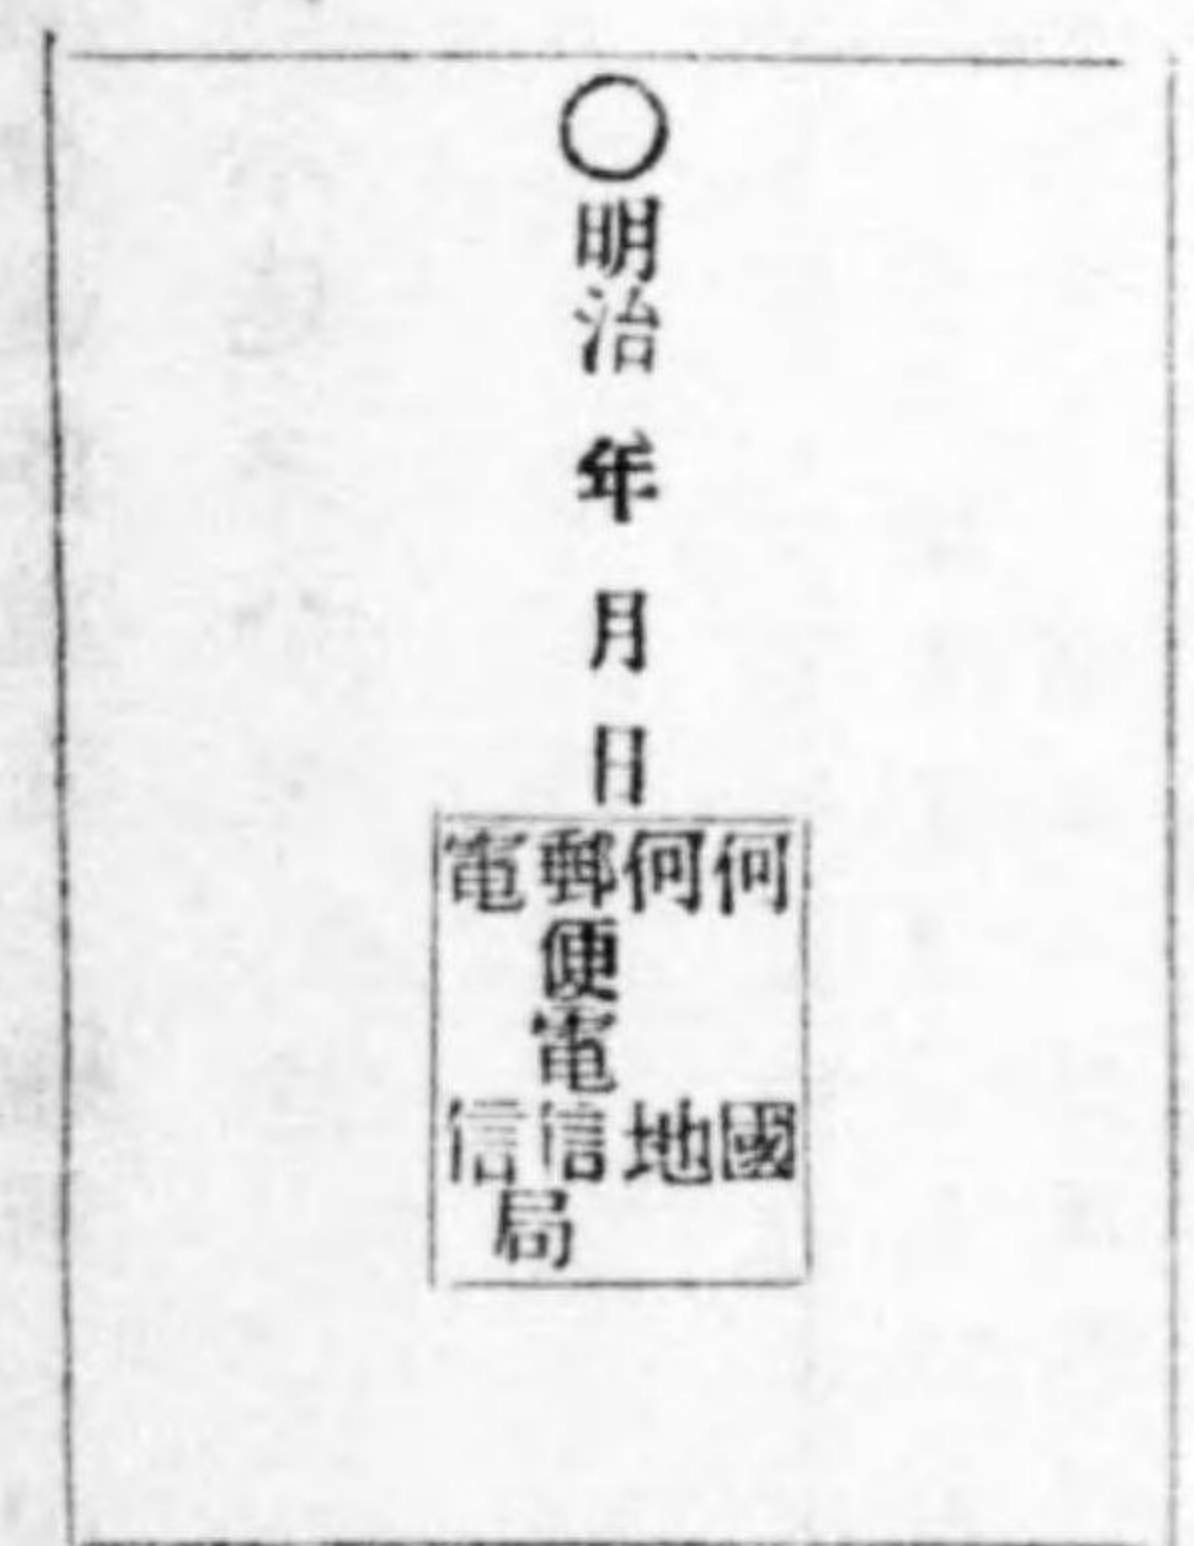 ○明治 年 月 日
何 國
何 地
郵便電信
電 信
局